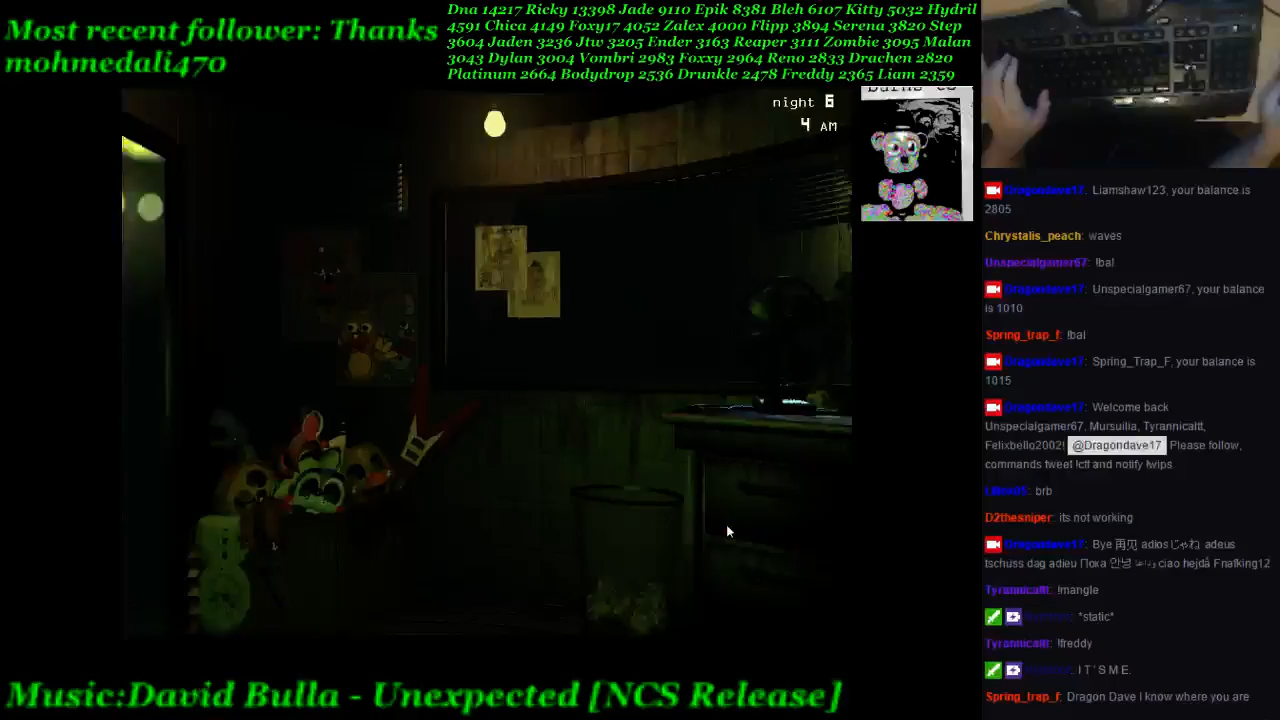 Most recent follower: Thanks
mohmedali470
Dna 14217 Ricky 13398 Jade 9110 Epik 8381 Bleh 6107 Kitty 5032 Hydril
4591 Chica 4149 Foxy17 4052 Zalex 4000 Flipp 3894 Serena 3820 Step
3604 Jaden 3236 Jtw 3205 Ender 3163 Reaper 3111 Zombie 3095 Malan
3043 Dylan 3004 Vombri 2983 Foxxy 2964 Reno 2833 Drachen 2820
Platinum 2664 Bodydrop 2536 Drunkle 2478 Freddy 2365 Liam 2359
night 6
4 AM
Dragondave17: Liamshaw123, your balance is
2805
Chrystalis_peach: waves
Unspecialgamer67: !bal
Dragondave17: Unspecialgamer67, your balance
is 1010
Spring_trap_f: !bal
Dragondave17: Spring_Trap_F, your balance is
1015
Dragondave17: Welcome back
Unspecialgamer67, Mursuilia, Tyrannicaltt,
Felixbello2002! @Dragondave17 Please follow,
commands tweet !ctt and notify !wips.
brb
D2thesniper: its not working
Dragondave17: Bye 再见 adios じゃね adeus
tschuss dag adieu Пока 안녕 وداعا ciao hejdå Fnafking12
Tyrannicaltt: !mangle
*static*
Tyrannicaltt: !freddy
I T ' S M E.
Spring_trap_f: Dragon Dave I know where you are
Music:David Bulla - Unexpected [NCS Release]